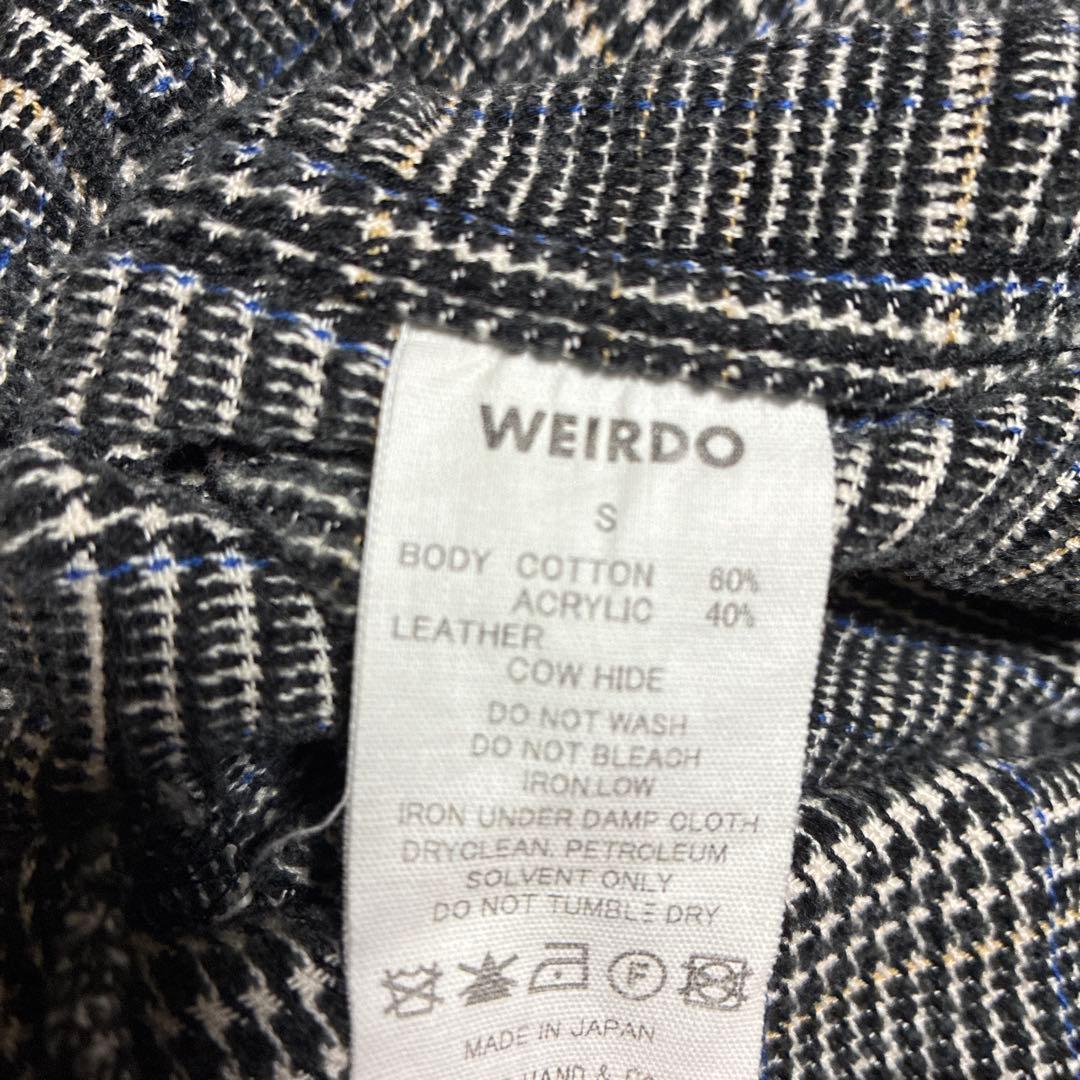 WEIRDO
S
BODY COTTON 60%
ACRYLIC 40%
LEATHER
COW HIDE
DO NOT WASH
DO NOT BLEACH
IRON.LOW
IRON UNDER DAMP CLOTH
DRYCLEAN. PETROLEUM
SOLVENT ONLY
DO NOT TUMBLE DRY
F
MADE IN JAPAN
HAND &